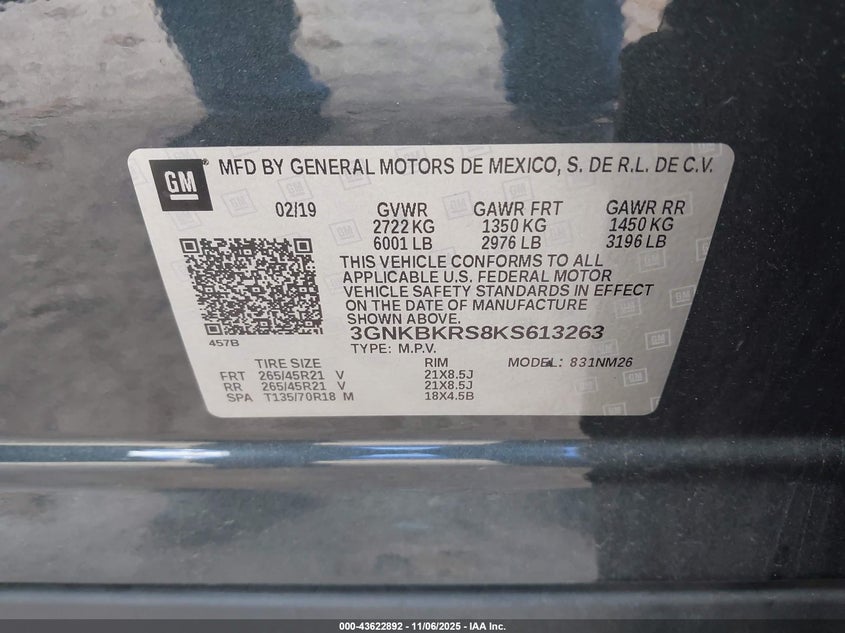 GM ® MFD BY GENERAL MOTORS DE MEXICO, S. DE R.L. DE C.V.
02/19 GVWR GAWR FRT GAWR RR
2722 KG 1350 KG 1450 KG
6001 LB 2976 LB 3196 LB
THIS VEHICLE CONFORMS TO ALL
APPLICABLE U.S. FEDERAL MOTOR
VEHICLE SAFETY STANDARDS IN EFFECT
ON THE DATE OF MANUFACTURE
SHOWN ABOVE.
457B
3GNKBKRS8KS613263
TYPE: M.P.V.
TIRE SIZE RIM MODEL: 831NM26
FRT 265/45R21 V 21X8.5J
RR 265/45R21 V 21X8.5J
SPA T135/70R18 M 18X4.5B
000-43622892 - 11/06/2025 - IAA Inc.